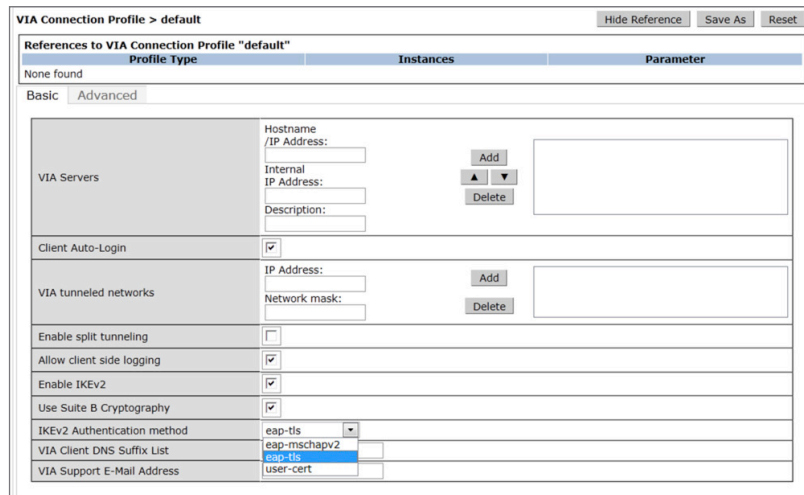 VIA Connection Profile > default
Hide Reference Save As Reset
References to VIA Connection Profile "default"
Profile Type Instances Parameter
None found
Basic Advanced
VIA Servers
Hostname
/IP Address:
Internal
IP Address:
Description:
Add
▲ ▼
Delete
Client Auto-Login
VIA tunneled networks
IP Address:
Network mask:
Add
Delete
Enable split tunneling
Allow client side logging
Enable IKEv2
Use Suite B Cryptography
IKEv2 Authentication method eap-tls
eap-mschapv2
VIA Client DNS Suffix List eap-tls
VIA Support E-Mail Address user-cert